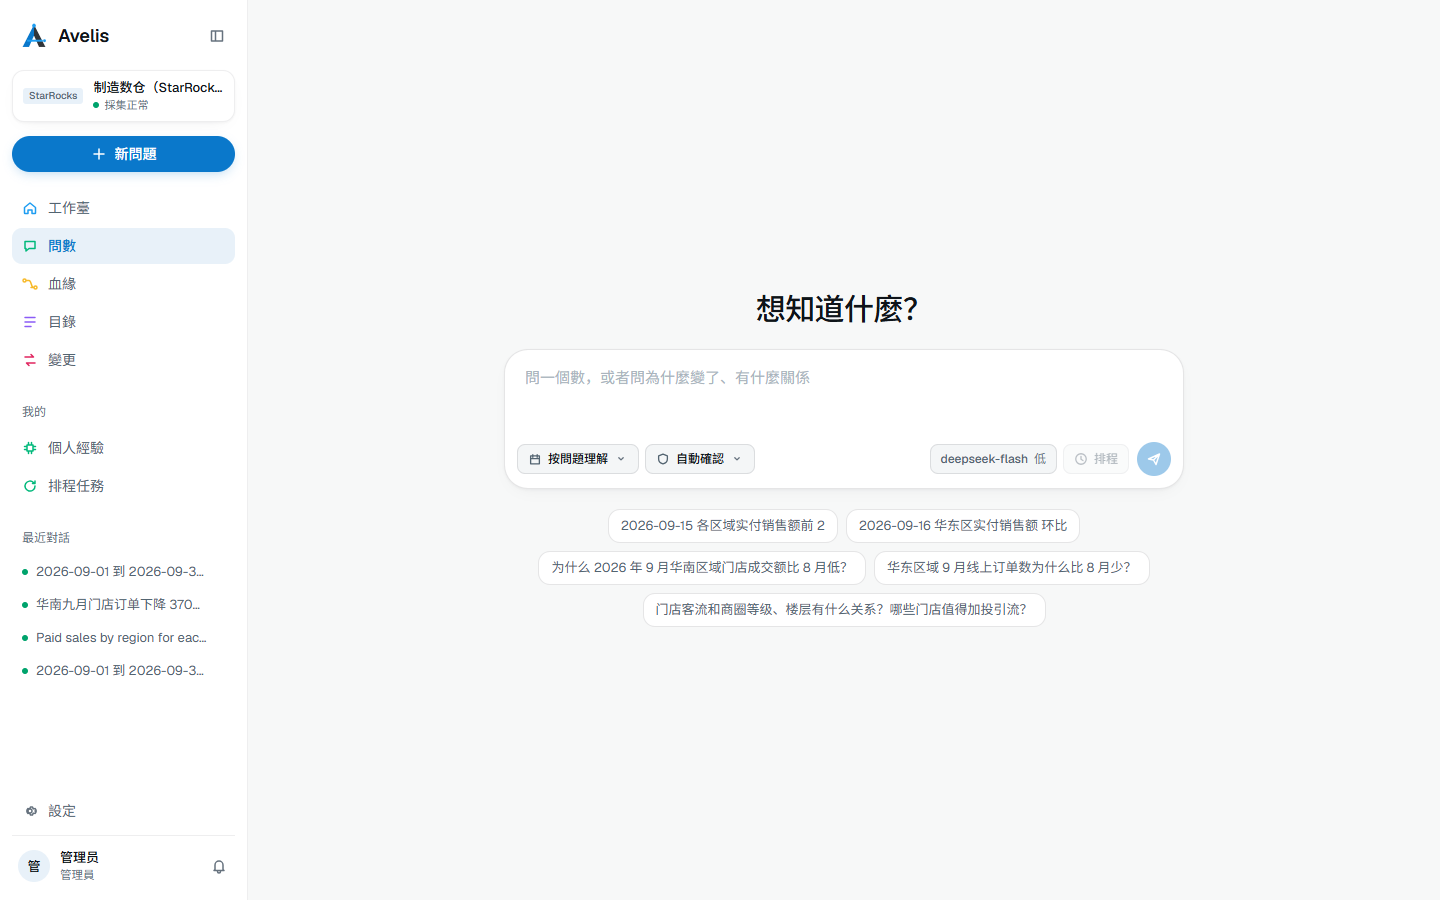 Avelis
StarRocks
制造数仓（StarRock...
採集正常
新問題
工作臺
問數
血緣
目錄
變更
我的
個人經驗
排程任務
最近對話
2026-09-01 到 2026-09-3...
华南九月门店订单下降 370...
Paid sales by region for eac...
2026-09-01 到 2026-09-3...
設定
管
管理员
管理員
想知道什麼？
問一個數，或者問為什麼變了、有什麼關係
按問題理解
自動確認
deepseek-flash 低
排程
2026-09-15 各区域实付销售额前 2
2026-09-16 华东区实付销售额 环比
为什么 2026 年 9 月华南区域门店成交额比 8 月低？
华东区域 9 月线上订单数为什么比 8 月少？
门店客流和商圈等级、楼层有什么关系？哪些门店值得加投引流？